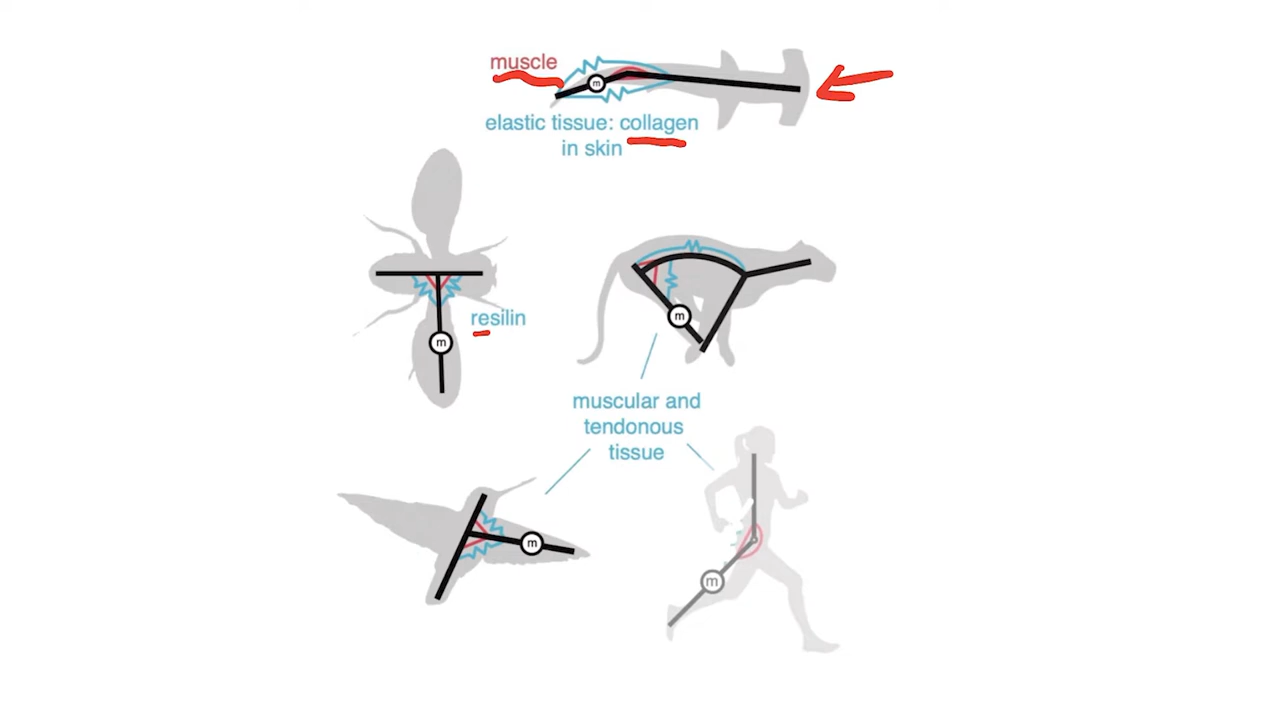 muscle
m
elastic tissue: collagen
in skin
resilin
m
m
muscular and
tendonous
tissue
m
m